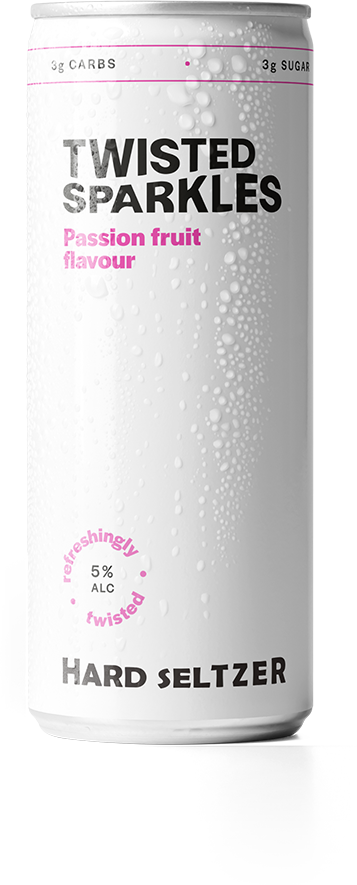 3g CARBS • 3g SUGAR
TWISTED
SPARKLES
Passion fruit
flavour
refreshingly
5%
ALC
twisted
HARD SELTZER